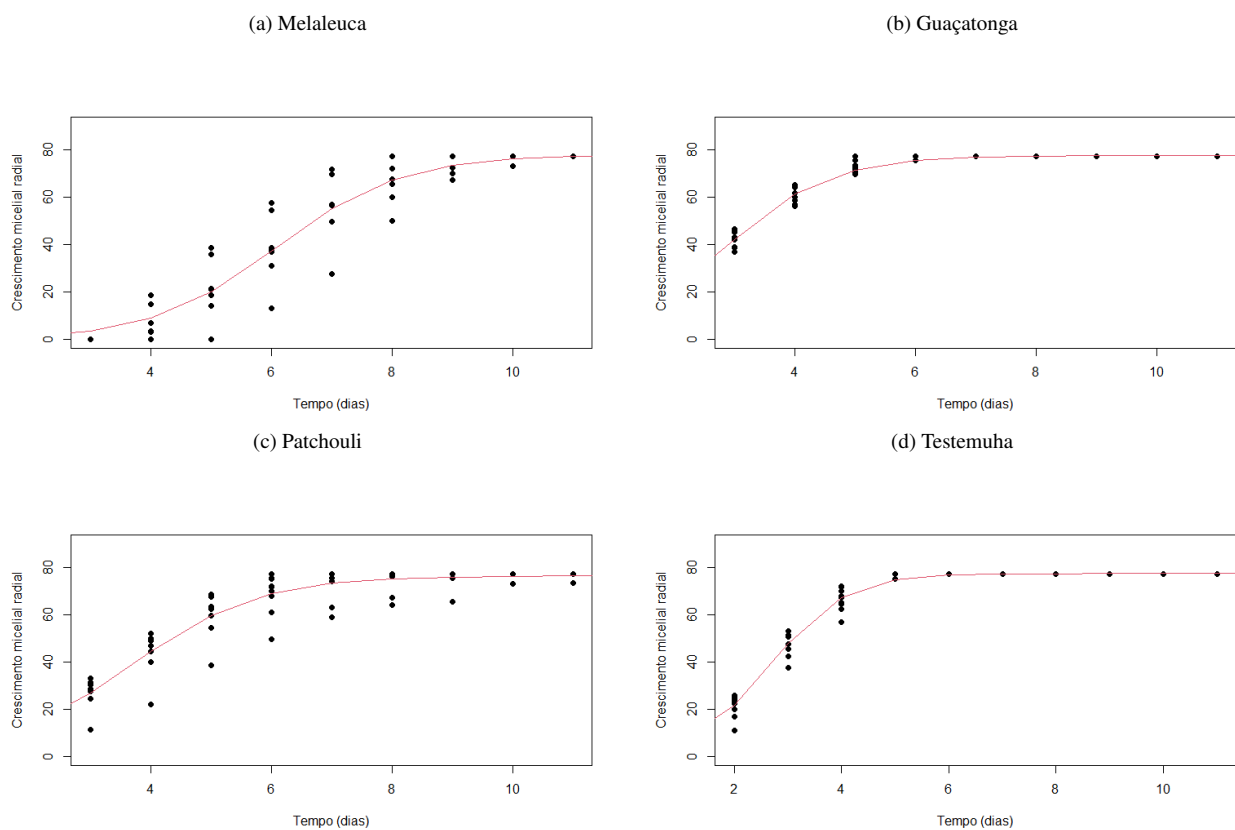 (a) Melaleuca
Crescimento micelial radial
0 20 40 60 80
4 6 8 10
Tempo (dias)
(b) Guaçatonga
Crescimento micelial radial
0 20 40 60 80
4 6 8 10
Tempo (dias)
(c) Patchouli
Crescimento micelial radial
0 20 40 60 80
4 6 8 10
Tempo (dias)
(d) Testemuha
Crescimento micelial radial
0 20 40 60 80
2 4 6 8 10
Tempo (dias)